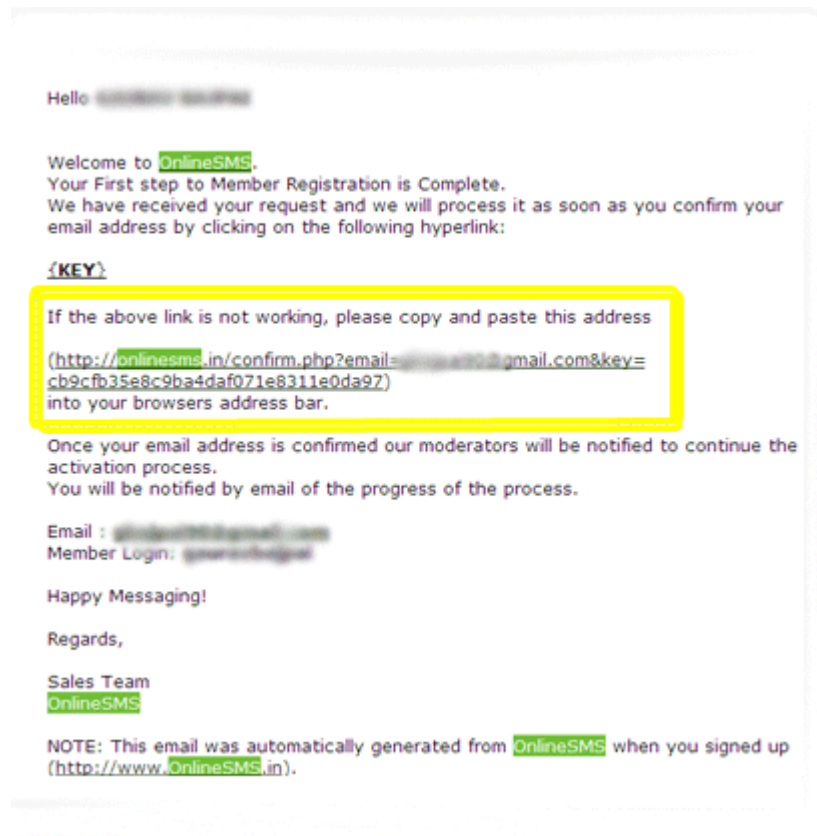 Hello
Welcome to OnlineSMS.
Your First step to Member Registration is Complete.
We have received your request and we will process it as soon as you confirm your
email address by clicking on the following hyperlink:
{KEY}
If the above link is not working, please copy and paste this address
(http://onlinesms.in/confirm.php?email= gmail.com&key=
cb9cfb35e8c9ba4daf071e8311e0da97)
into your browsers address bar.
Once your email address is confirmed our moderators will be notified to continue the
activation process.
You will be notified by email of the progress of the process.
Email :
Member Login:
Happy Messaging!
Regards,
Sales Team
OnlineSMS
NOTE: This email was automatically generated from OnlineSMS when you signed up
(http://www.OnlineSMS.in).